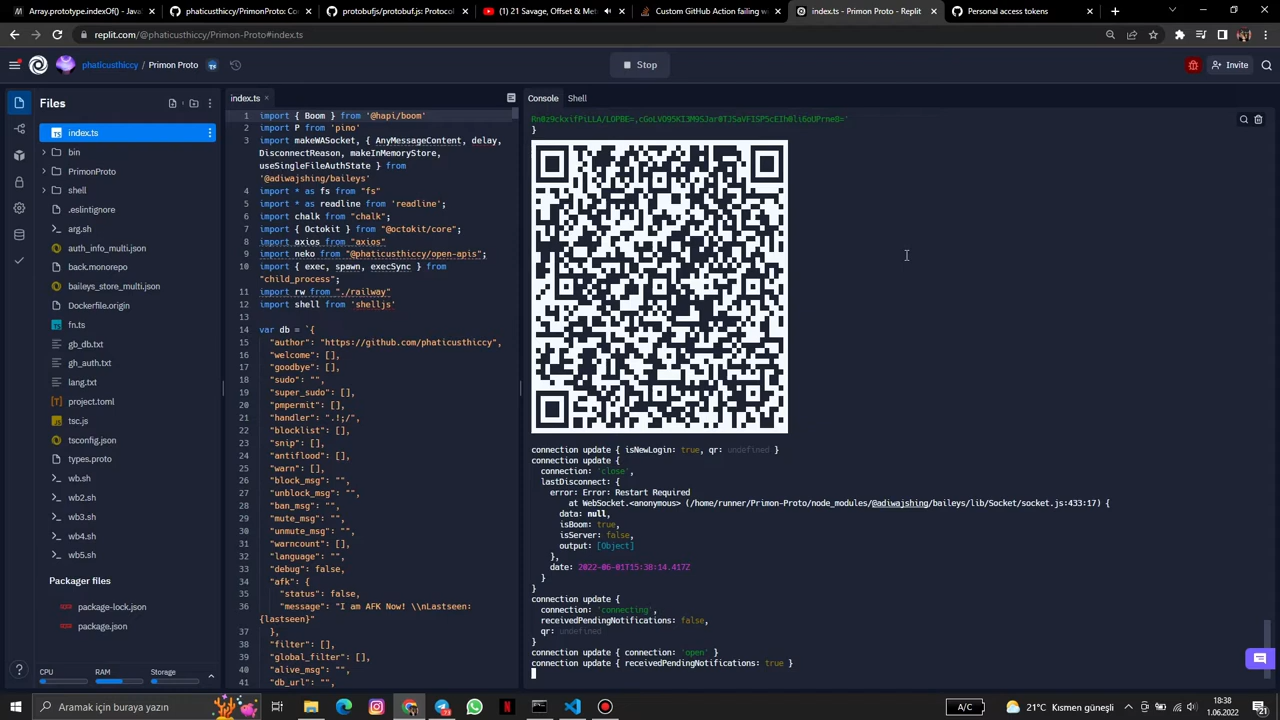 Array.prototype.indexOf() - Javas
phaticusthiccy/PrimonProto: Co
protobufjs/protobuf.js: Protocol
(1) 21 Savage, Offset & Met
Custom GitHub Action failing wa
index.ts - Primon Proto - Replit
Personal access tokens
replit.com/@phaticusthiccy/Primon-Proto#index.ts
phaticusthiccy / Primon Proto
Stop
Invite
Files
index.ts
bin
PrimonProto
shell
.eslintignore
arg.sh
auth_info_multi.json
back.monorepo
baileys_store_multi.json
Dockerfile.origin
fn.ts
gb_db.txt
gh_auth.txt
lang.txt
project.toml
tsc.js
tsconfig.json
types.proto
wb.sh
wb2.sh
wb3.sh
wb4.sh
wb5.sh
Packager files
package-lock.json
package.json
CPU RAM Storage
index.ts
1 import { Boom } from '@hapi/boom'
2 import P from 'pino'
3 import makeWASocket, { AnyMessageContent, delay,
DisconnectReason, makeInMemoryStore,
useSingleFileAuthState } from
'@adiwajshing/baileys'
4 import * as fs from "fs"
5 import * as readline from 'readline';
6 import chalk from "chalk";
7 import { Octokit } from "@octokit/core";
8 import axios from "axios"
9 import neko from "@phaticusthiccy/open-apis";
10 import { exec, spawn, execSync } from
"child_process";
11 import rw from "./railway"
12 import shell from 'shelljs'
13
14 var db = `{
15 "author": "https://github.com/phaticusthiccy",
16 "welcome": [],
17 "goodbye": [],
18 "sudo": "",
19 "super_sudo": [],
20 "pmpermit": [],
21 "handler": ".!;/",
22 "blocklist": [],
23 "snip": [],
24 "antiflood": [],
25 "warn": [],
26 "block_msg": "",
27 "unblock_msg": "",
28 "ban_msg": "",
29 "mute_msg": "",
30 "unmute_msg": "",
31 "warncount": [],
32 "language": "",
33 "debug": false,
34 "afk": {
35 "status": false,
36 "message": "I am AFK Now! \\nLastseen:
{lastseen}"
37 },
38 "filter": [],
39 "global_filter": [],
40 "alive_msg": "",
41 "db_url": "",
Console Shell
}
connection update { isNewLogin: true, qr: undefined }
connection update {
connection: 'close',
lastDisconnect: {
error: Error: Restart Required
at WebSocket.<anonymous> (/home/runner/Primon-Proto/node_modules/@adiwajshing/baileys/lib/Socket/socket.js:433:17) {
data: null,
isBoom: true,
isServer: false,
output: [Object]
},
date: 2022-06-01T15:38:14.417Z
}
}
connection update {
connection: 'connecting',
receivedPendingNotifications: false,
qr: undefined
}
connection update { connection: 'open' }
connection update { receivedPendingNotifications: true }
Aramak için buraya yazın
A/C
21°C Kısmen güneşli
18:38
1.06.2022